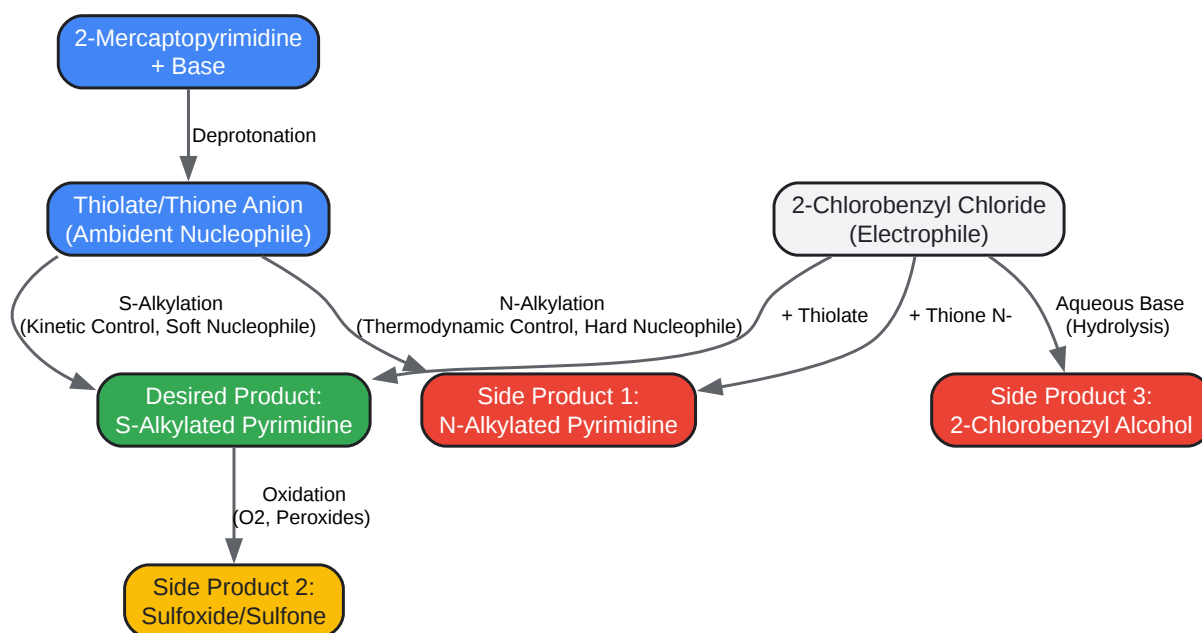 2-Mercaptopyrimidine
+ Base
Deprotonation
Thiolate/Thione Anion
(Ambident Nucleophile)
2-Chlorobenzyl Chloride
(Electrophile)
S-Alkylation
(Kinetic Control, Soft Nucleophile)
N-Alkylation
(Thermodynamic Control, Hard Nucleophile)
+ Thiolate
+ Thione N-
Aqueous Base
(Hydrolysis)
Desired Product:
S-Alkylated Pyrimidine
Side Product 1:
N-Alkylated Pyrimidine
Side Product 3:
2-Chlorobenzyl Alcohol
Oxidation
(O2, Peroxides)
Side Product 2:
Sulfoxide/Sulfone